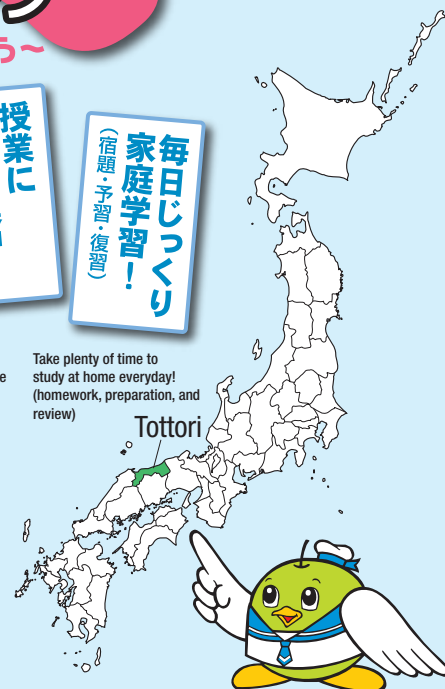 う～
授業に
毎日じっくり
家庭学習！
（宿題・予習・復習）
Take plenty of time to
study at home everyday!
(homework, preparation, and
review)
Tottori